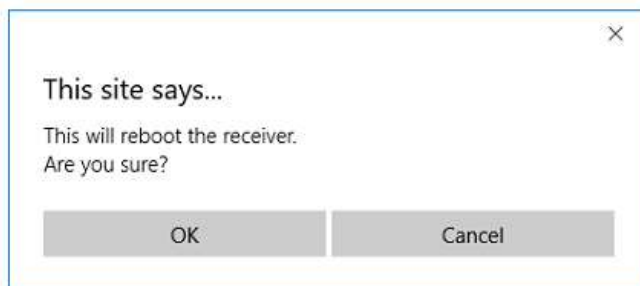 This site says...
This will reboot the receiver.
Are you sure?
OK
Cancel